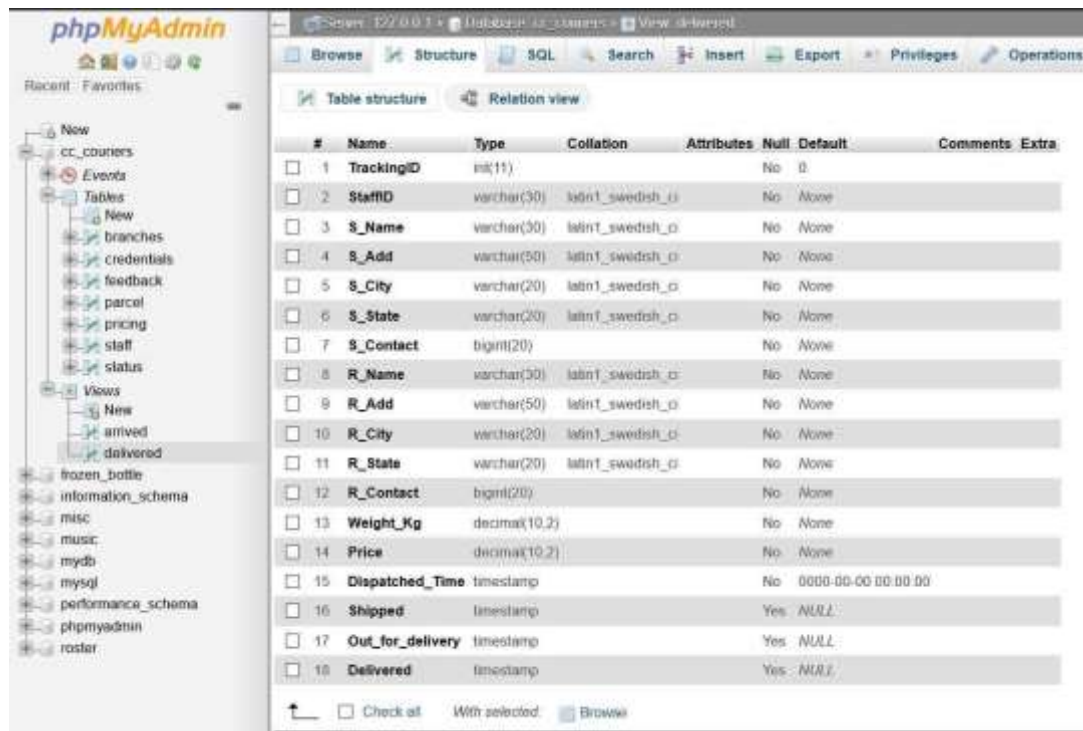 phpMyAdmin
Recent Favorites
New
cc_couriers
Events
Tables
New
branches
credentials
feedback
parcel
pricing
staff
status
Views
New
arrived
delivered
frozen_bottle
information_schema
misc
music
mydb
mysql
performance_schema
phpmyadmin
roster
Server: 127.0.0.1 » Database: cc_couriers » View: delivered
Browse Structure SQL Search Insert Export Privileges Operations
Table structure Relation view
# Name Type Collation Attributes Null Default Comments Extra
1 TrackingID int(11) No 0
2 StaffID varchar(30) latin1_swedish_ci No None
3 S_Name varchar(30) latin1_swedish_ci No None
4 S_Add varchar(50) latin1_swedish_ci No None
5 S_City varchar(20) latin1_swedish_ci No None
6 S_State varchar(20) latin1_swedish_ci No None
7 S_Contact bigint(20) No None
8 R_Name varchar(30) latin1_swedish_ci No None
9 R_Add varchar(50) latin1_swedish_ci No None
10 R_City varchar(20) latin1_swedish_ci No None
11 R_State varchar(20) latin1_swedish_ci No None
12 R_Contact bigint(20) No None
13 Weight_Kg decimal(10,2) No None
14 Price decimal(10,2) No None
15 Dispatched_Time timestamp No 0000-00-00 00:00:00
16 Shipped timestamp Yes NULL
17 Out_for_delivery timestamp Yes NULL
18 Delivered timestamp Yes NULL
Check all With selected: Browse